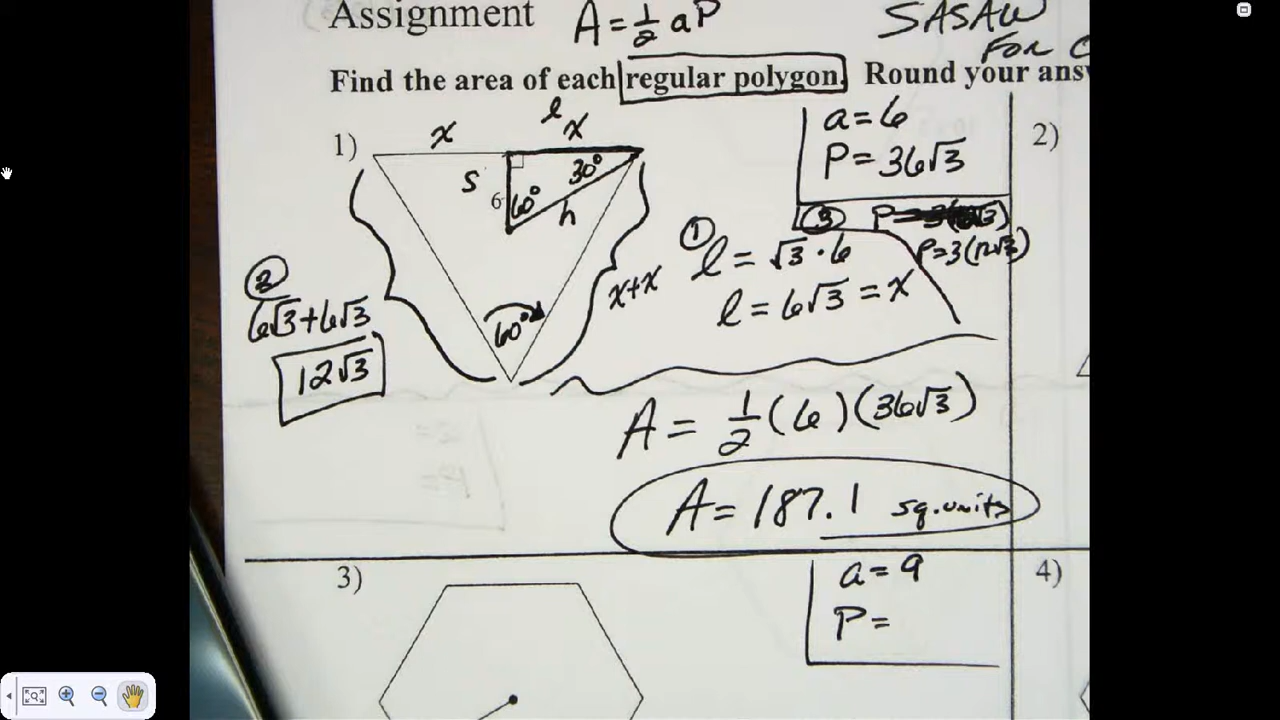 Assignment A = 1/2 aP SASAW
FOR C
Find the area of each regular polygon. Round your ans
1)
x
l
x
S
6
60°
30°
h
60°
x+x
②
6√3+6√3
12√3
a = 6
P = 36√3
③
P=3(12√3)
① l = √3 · 6
l = 6√3 = x
A = 1/2 (6)(36√3)
A = 187.1 sq. units
2)
3)
a = 9
P =
4)